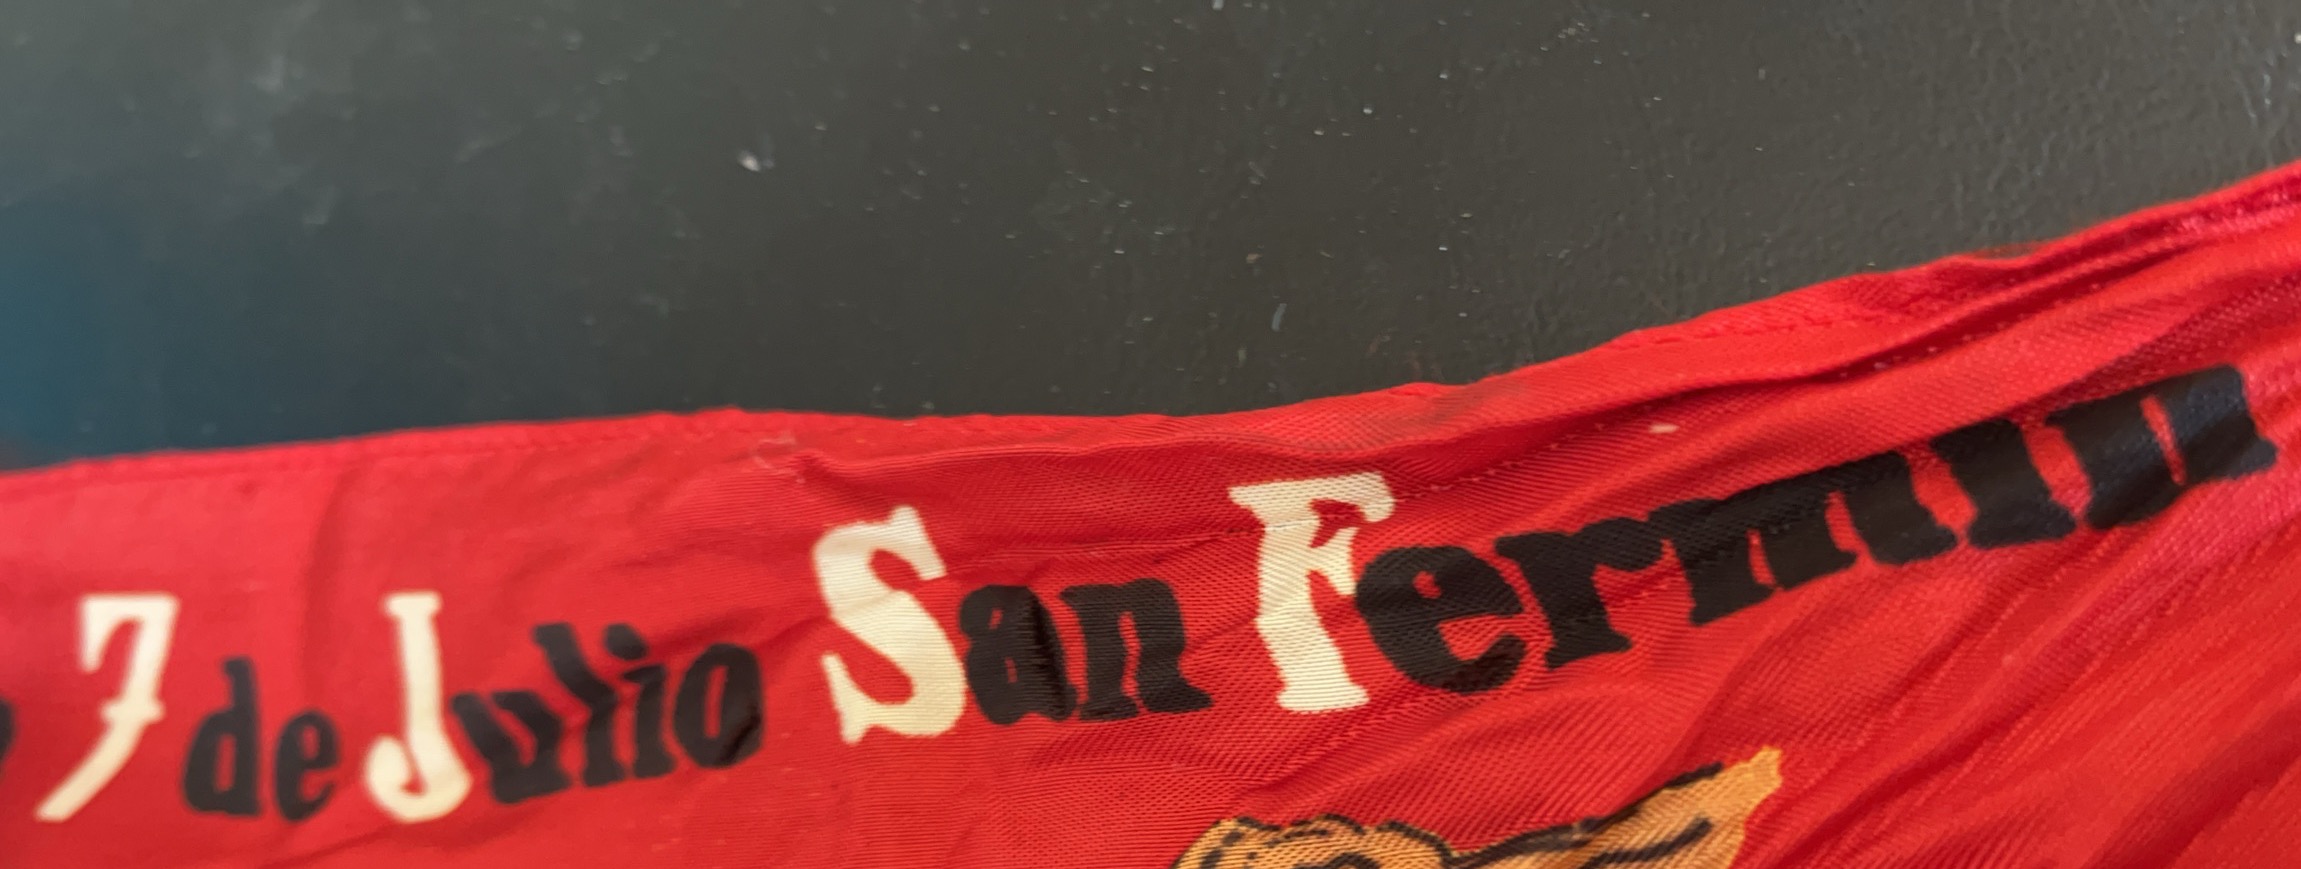 7 de Julio San Fermin